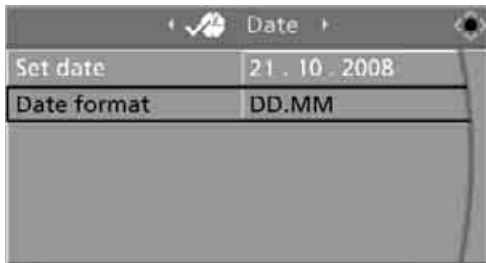 Date
Set date 21 . 10 . 2008
Date format DD.MM